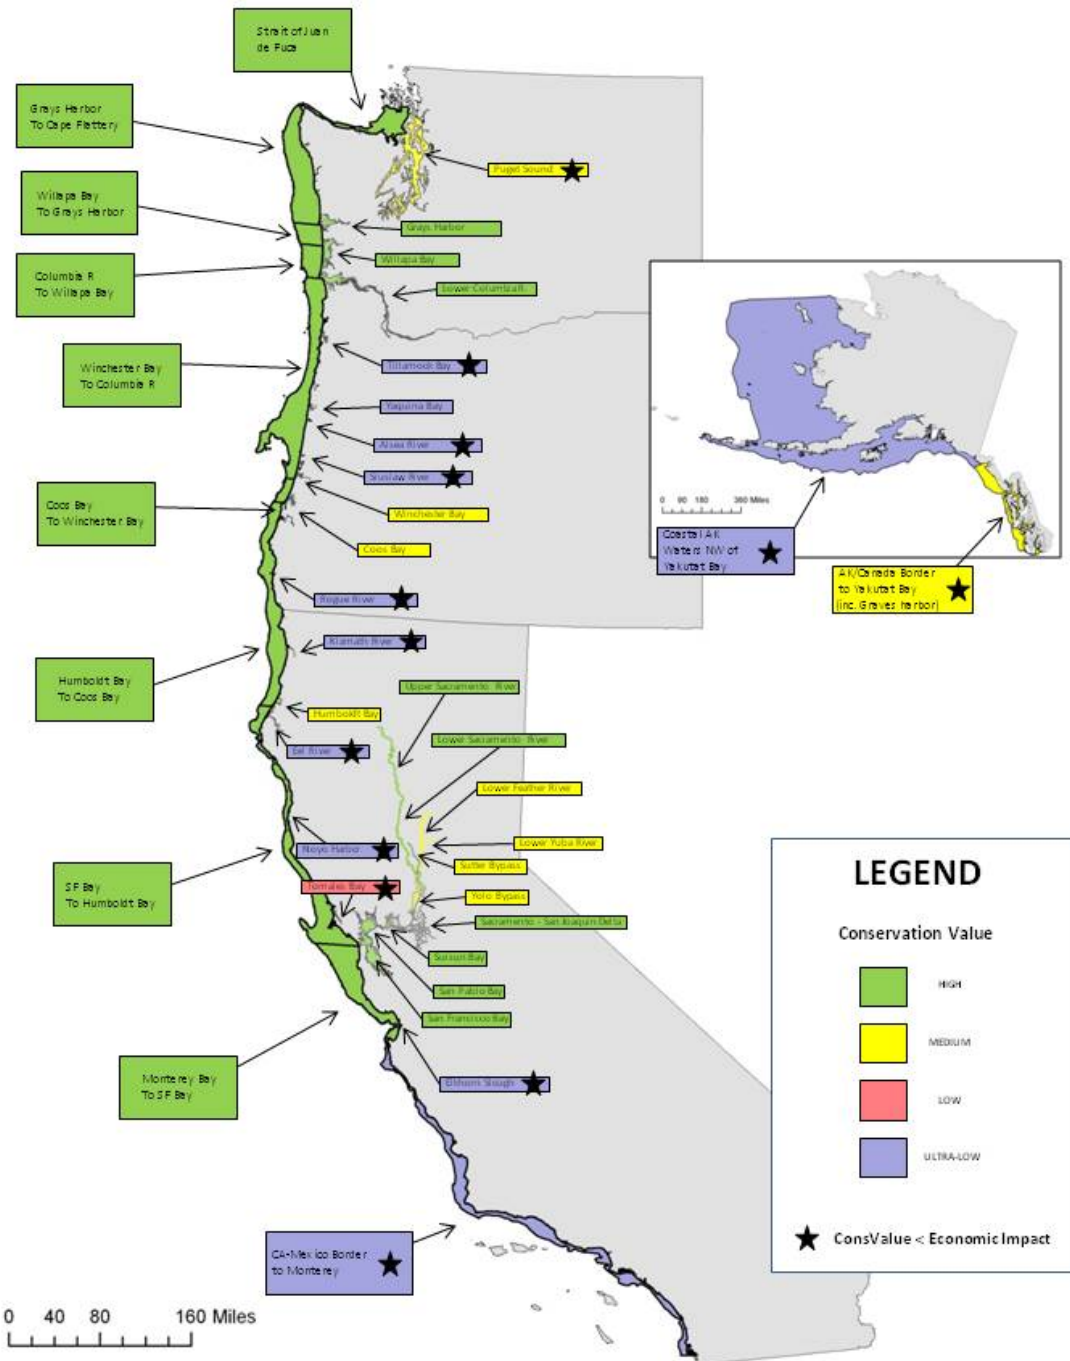 Strait of Juan
de Fuca
Grays Harbor
To Cape Flattery
Puget Sound
Willapa Bay
To Grays Harbor
Grays Harbor
Willapa Bay
Columbia R
To Willapa Bay
Lower Columbia R.
Winchester Bay
To Columbia R
Tillamook Bay
Yaquina Bay
Alsea River
Siuslaw River
Coos Bay
To Winchester Bay
Winchester Bay
Coos Bay
0 90 180 360 Miles
Coastal AK
Waters NW of
Yakutat Bay
AK/Canada Border
to Yakutat Bay
(inc. Graves harbor)
Rogue River
Klamath River
Humboldt Bay
To Coos Bay
Upper Sacramento River
Humboldt Bay
Lower Sacramento River
Eel River
Lower Feather River
Lower Yuba River
Noyo Harbor
Sutter Bypass
SF Bay
To Humboldt Bay
Tomales Bay
Yolo Bypass
Sacramento - San Joaquin Delta
Suisun Bay
San Pablo Bay
San Francisco Bay
Monterey Bay
To SF Bay
Elkhorn Slough
CA-Mexico Border
to Monterey
0 40 80 160 Miles
LEGEND
Conservation Value
HIGH
MEDIUM
LOW
ULTRA-LOW
ConsValue < Economic Impact